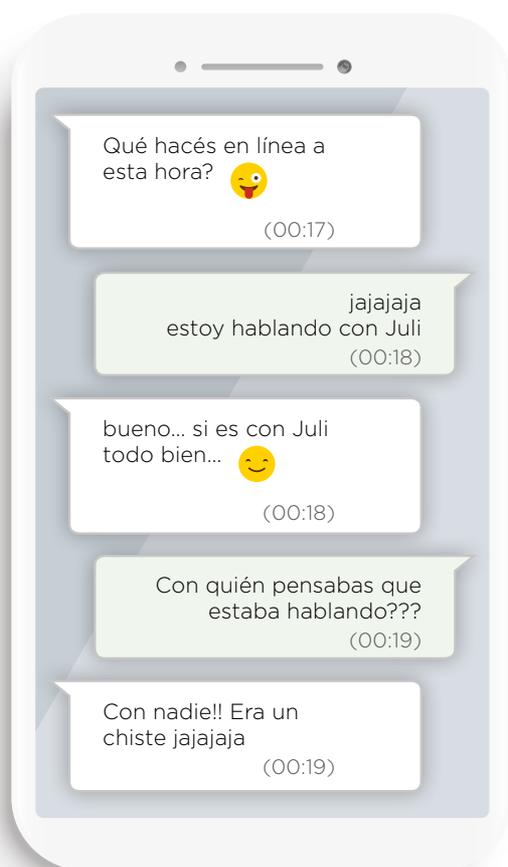 Qué hacés en línea a
esta hora?
(00:17)
jajajaja
estoy hablando con Juli
(00:18)
bueno... si es con Juli
todo bien...
(00:18)
Con quién pensabas que
estaba hablando???
(00:19)
Con nadie!! Era un
chiste jajajaja
(00:19)